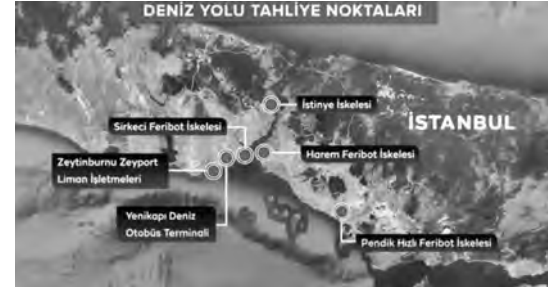 DENİZ YOLU TAHLİYE NOKTALARI
İstinye İskelesi
İSTANBUL
Sirkeci Feribot İskelesi
Harem Feribot İskelesi
Zeytinburnu Zeyport
Liman İşletmeleri
Yenikapı Deniz
Otobüs Terminali
Pendik Hızlı Feribot İskelesi